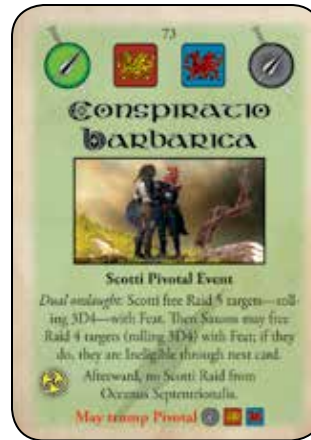 73
Conspiratio
Barbarica
Scotti Pivotal Event
Dual onslaught: Scotti free Raid 5 targets—roll-
ing 3D4—with Feat. Then Saxons may free
Raid 4 targets (rolling 3D4) with Feat; if they
do, they are Ineligible through next card.
Afterward, no Scotti Raid from
Oceanus Septentrionalis.
May trump Pivotal